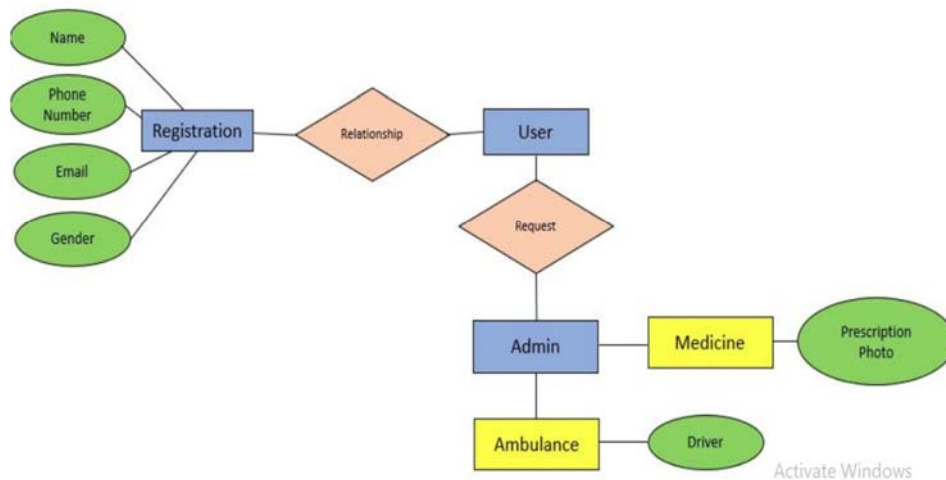 Name
Phone
Number
Registration
Relationship
User
Email
Gender
Request
Admin
Medicine
Prescription
Photo
Ambulance
Driver
Activate Windows